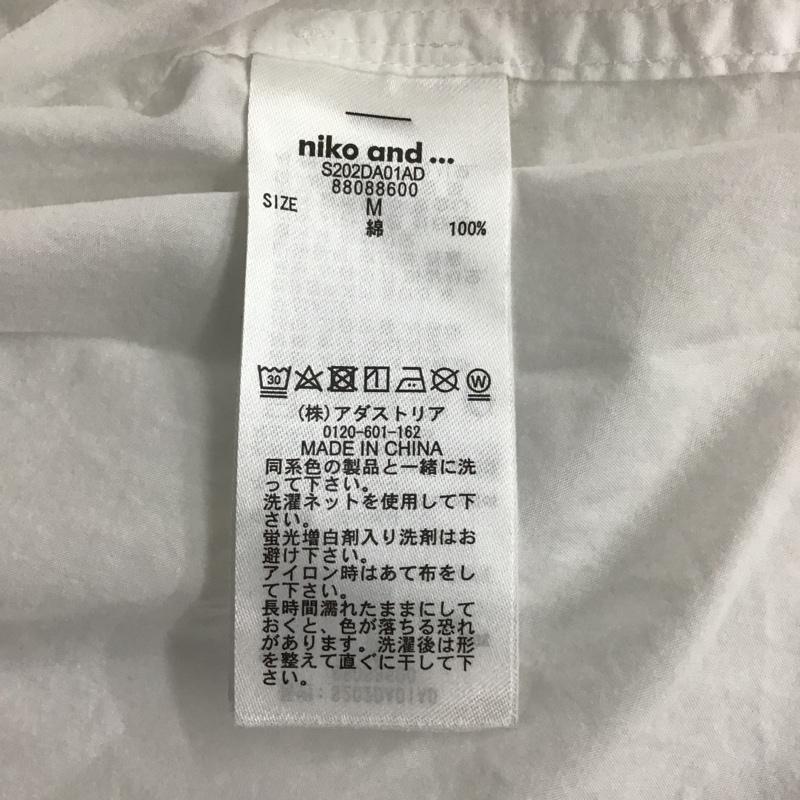 niko and ...
S202DA01AD
88088600
SIZE M
綿 100%
30 W
(株)アダストリア
0120-601-162
MADE IN CHINA
同系色の製品と一緒に洗
って下さい。
洗濯ネットを使用して下
さい。
蛍光増白剤入り洗剤はお
避け下さい。
アイロン時はあて布をし
て下さい。
長時間濡れたままにして
おくと、色が落ちる恐れ
があります。洗濯後は形
を整えて直ぐに干して下
さい。